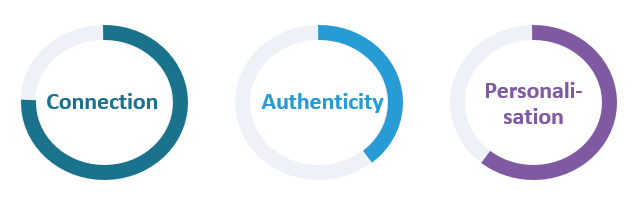 Connection
Authenticity
Personali-
sation